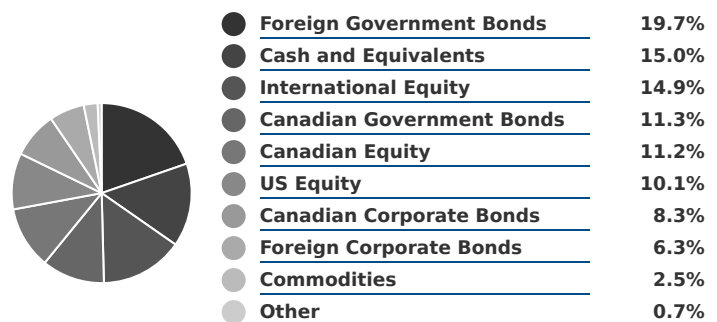 Foreign Government Bonds 19.7%
Cash and Equivalents 15.0%
International Equity 14.9%
Canadian Government Bonds 11.3%
Canadian Equity 11.2%
US Equity 10.1%
Canadian Corporate Bonds 8.3%
Foreign Corporate Bonds 6.3%
Commodities 2.5%
Other 0.7%